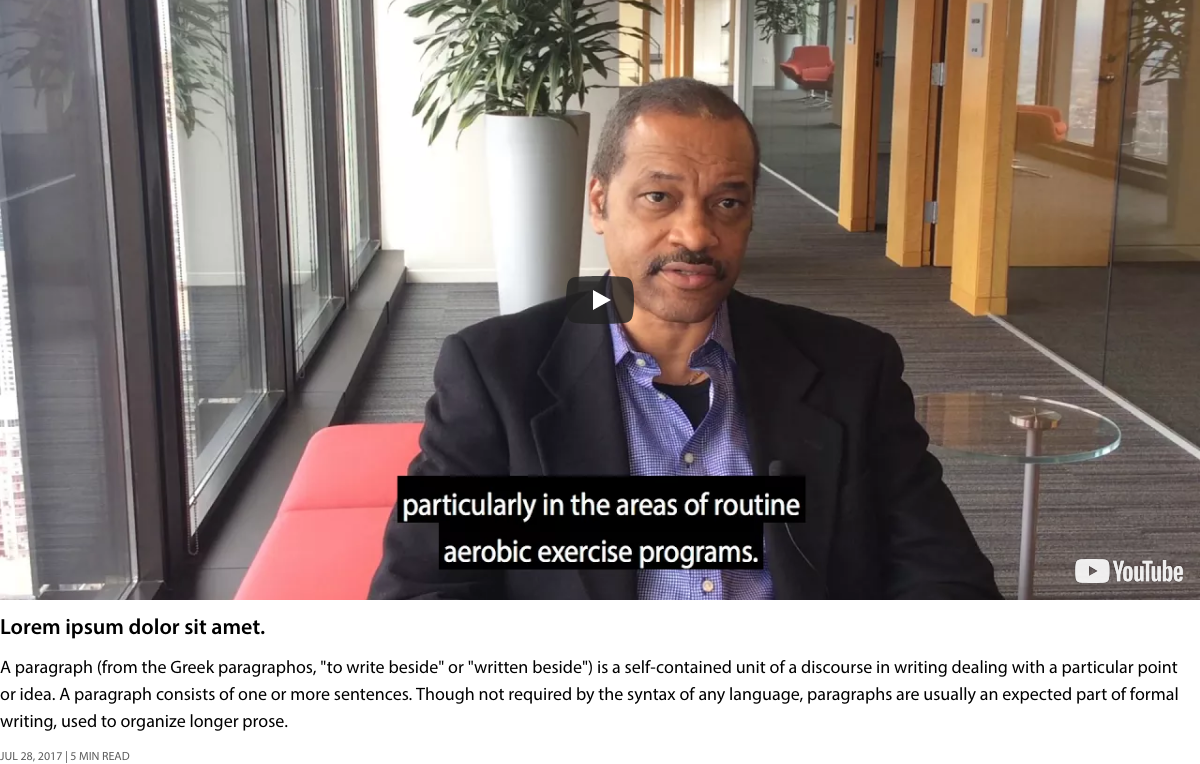 particularly in the areas of routine
aerobic exercise programs.
YouTube
Lorem ipsum dolor sit amet.
A paragraph (from the Greek paragraphos, "to write beside" or "written beside") is a self-contained unit of a discourse in writing dealing with a particular point
or idea. A paragraph consists of one or more sentences. Though not required by the syntax of any language, paragraphs are usually an expected part of formal
writing, used to organize longer prose.
JUL 28, 2017 | 5 MIN READ